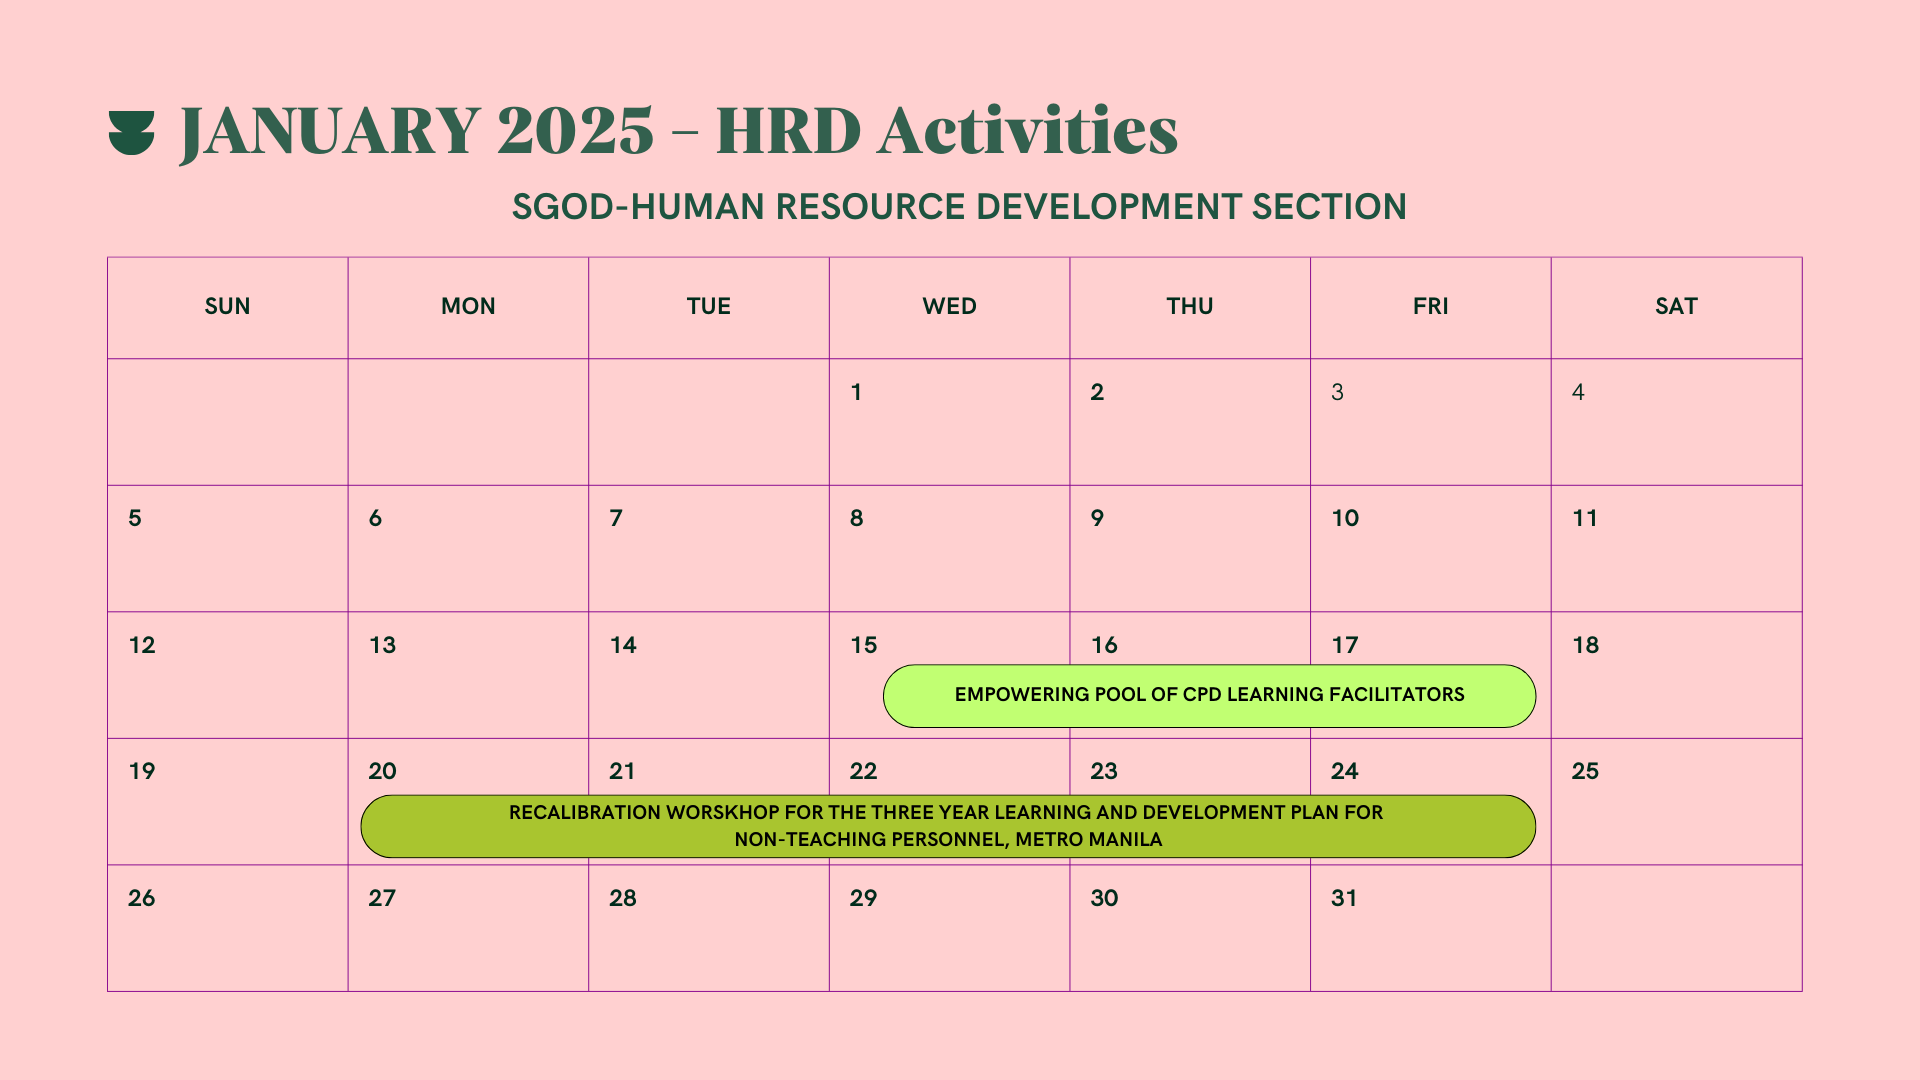 JANUARY 2025 – HRD Activities
SGOD-HUMAN RESOURCE DEVELOPMENT SECTION
SUN MON TUE WED THU FRI SAT
1 2 3 4
5 6 7 8 9 10 11
12 13 14 15 16 17 18
EMPOWERING POOL OF CPD LEARNING FACILITATORS
19 20 21 22 23 24 25
RECALIBRATION WORSKHOP FOR THE THREE YEAR LEARNING AND DEVELOPMENT PLAN FOR
NON-TEACHING PERSONNEL, METRO MANILA
26 27 28 29 30 31